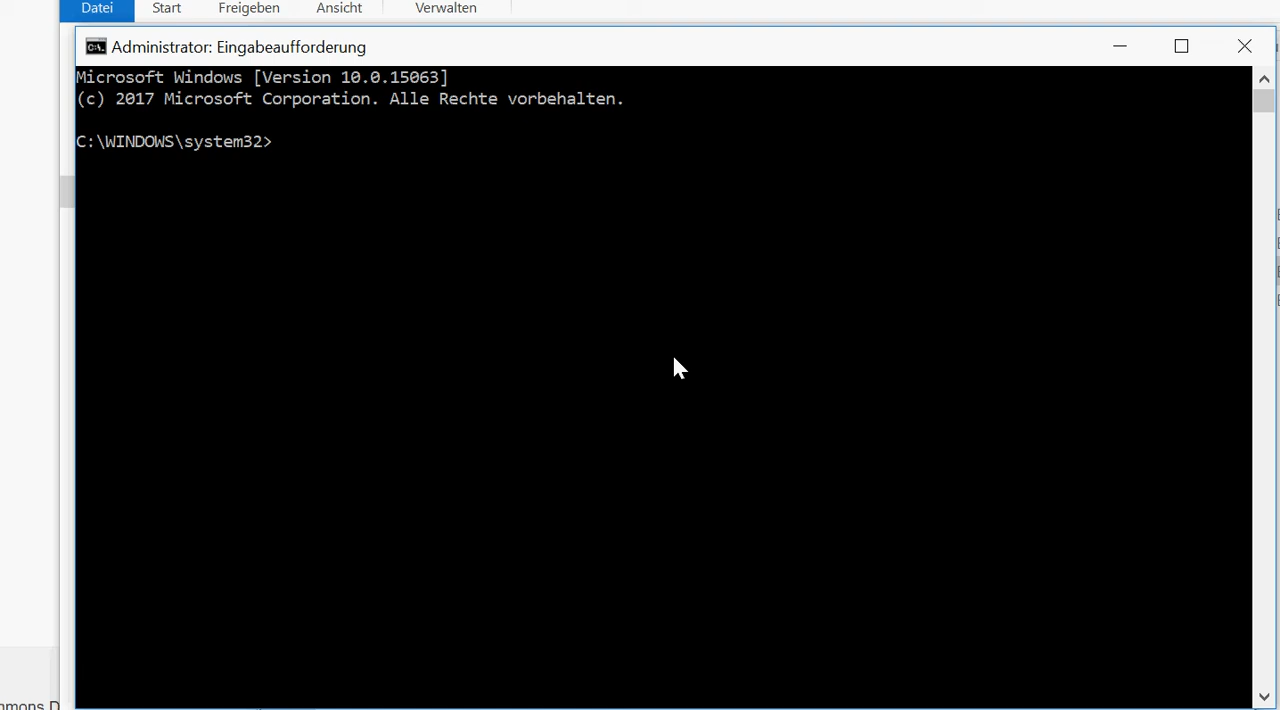 Datei Start Freigeben Ansicht Verwalten
Administrator: Eingabeaufforderung
Microsoft Windows [Version 10.0.15063]
(c) 2017 Microsoft Corporation. Alle Rechte vorbehalten.
C:\WINDOWS\system32>